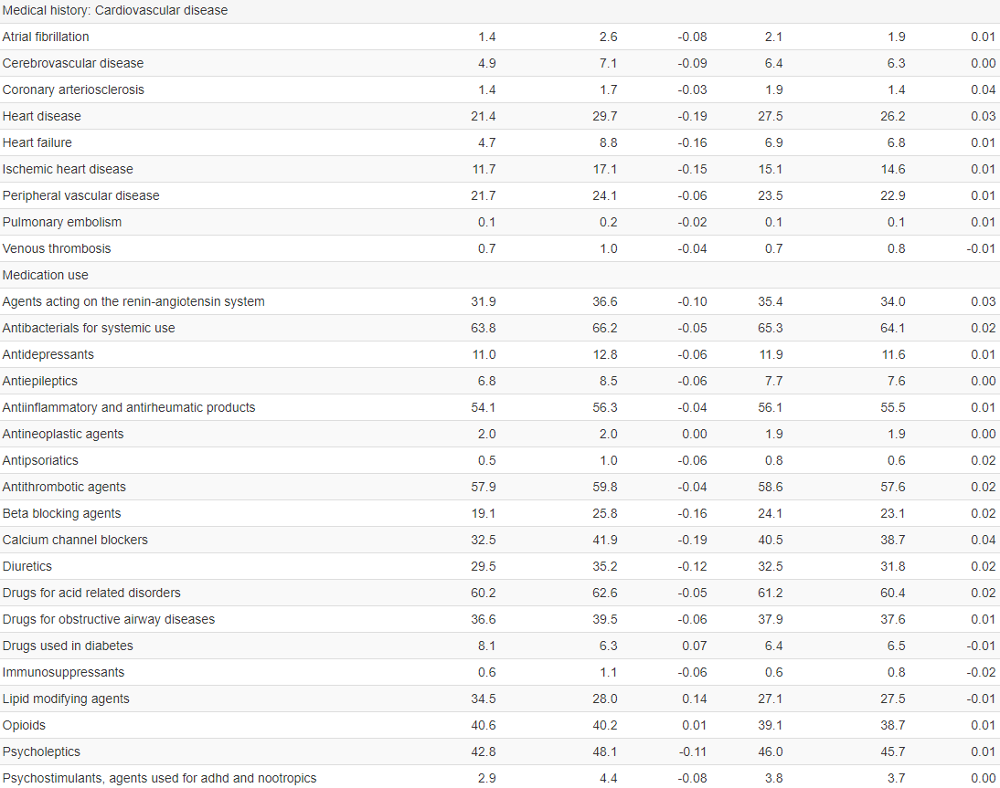 Medical history: Cardiovascular disease
Atrial fibrillation 1.4 2.6 -0.08 2.1 1.9 0.01
Cerebrovascular disease 4.9 7.1 -0.09 6.4 6.3 0.00
Coronary arteriosclerosis 1.4 1.7 -0.03 1.9 1.4 0.04
Heart disease 21.4 29.7 -0.19 27.5 26.2 0.03
Heart failure 4.7 8.8 -0.16 6.9 6.8 0.01
Ischemic heart disease 11.7 17.1 -0.15 15.1 14.6 0.01
Peripheral vascular disease 21.7 24.1 -0.06 23.5 22.9 0.01
Pulmonary embolism 0.1 0.2 -0.02 0.1 0.1 0.01
Venous thrombosis 0.7 1.0 -0.04 0.7 0.8 -0.01
Medication use
Agents acting on the renin-angiotensin system 31.9 36.6 -0.10 35.4 34.0 0.03
Antibacterials for systemic use 63.8 66.2 -0.05 65.3 64.1 0.02
Antidepressants 11.0 12.8 -0.06 11.9 11.6 0.01
Antiepileptics 6.8 8.5 -0.06 7.7 7.6 0.00
Antiinflammatory and antirheumatic products 54.1 56.3 -0.04 56.1 55.5 0.01
Antineoplastic agents 2.0 2.0 0.00 1.9 1.9 0.00
Antipsoriatics 0.5 1.0 -0.06 0.8 0.6 0.02
Antithrombotic agents 57.9 59.8 -0.04 58.6 57.6 0.02
Beta blocking agents 19.1 25.8 -0.16 24.1 23.1 0.02
Calcium channel blockers 32.5 41.9 -0.19 40.5 38.7 0.04
Diuretics 29.5 35.2 -0.12 32.5 31.8 0.02
Drugs for acid related disorders 60.2 62.6 -0.05 61.2 60.4 0.02
Drugs for obstructive airway diseases 36.6 39.5 -0.06 37.9 37.6 0.01
Drugs used in diabetes 8.1 6.3 0.07 6.4 6.5 -0.01
Immunosuppressants 0.6 1.1 -0.06 0.6 0.8 -0.02
Lipid modifying agents 34.5 28.0 0.14 27.1 27.5 -0.01
Opioids 40.6 40.2 0.01 39.1 38.7 0.01
Psycholeptics 42.8 48.1 -0.11 46.0 45.7 0.01
Psychostimulants, agents used for adhd and nootropics 2.9 4.4 -0.08 3.8 3.7 0.00